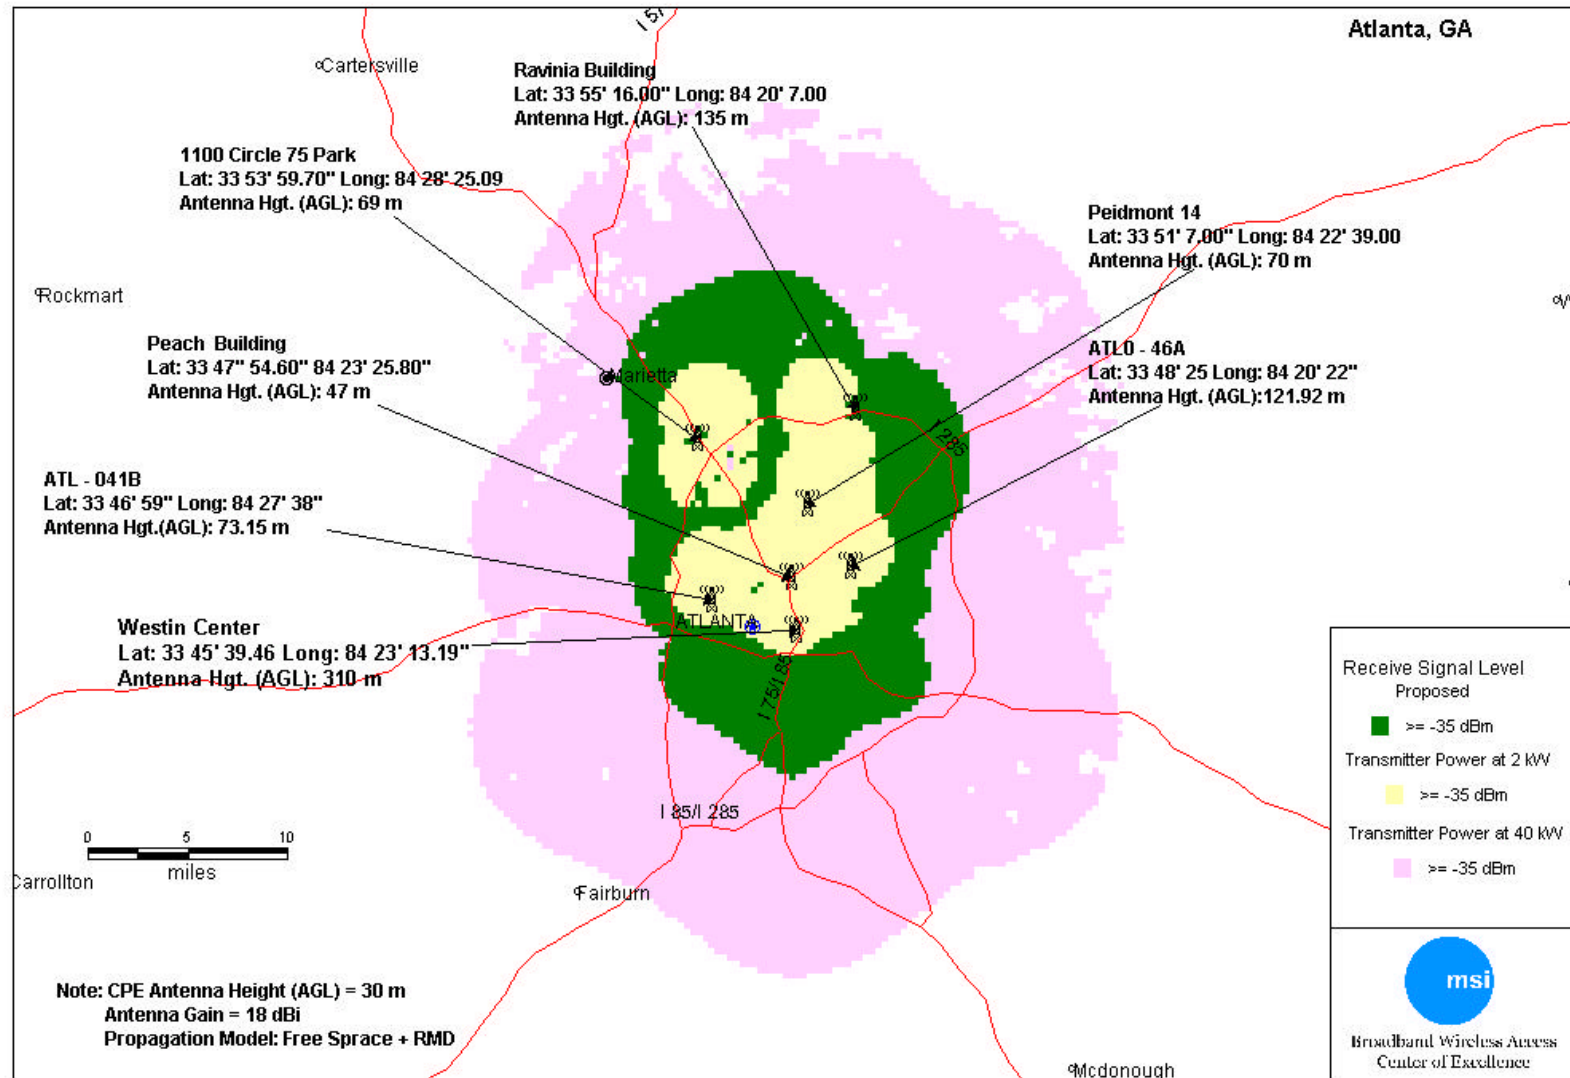 Atlanta, GA
I 57
Cartersville
Ravinia Building
Lat: 33 55' 16.00" Long: 84 20' 7.00
Antenna Hgt. (AGL): 135 m
1100 Circle 75 Park
Lat: 33 53' 59.70" Long: 84 28' 25.09
Antenna Hgt. (AGL): 69 m
Peidmont 14
Lat: 33 51' 7.00" Long: 84 22' 39.00
Antenna Hgt. (AGL): 70 m
Rockmart
Peach Building
Lat: 33 47" 54.60" 84 23' 25.80"
Antenna Hgt. (AGL): 47 m
Marietta
ATL0 - 46A
Lat: 33 48' 25 Long: 84 20' 22"
Antenna Hgt. (AGL):121.92 m
I 285
ATL - 041B
Lat: 33 46' 59" Long: 84 27' 38"
Antenna Hgt.(AGL): 73.15 m
ATLANTA
Westin Center
Lat: 33 45' 39.46 Long: 84 23' 13.19"
Antenna Hgt. (AGL): 310 m
I 75/I 85
I 85/I 285
0 5 10
miles
Carrollton
Fairburn
Receive Signal Level
Proposed
>= -35 dBm
Transmitter Power at 2 kW
>= -35 dBm
Transmitter Power at 40 kW
>= -35 dBm
Note: CPE Antenna Height (AGL) = 30 m
Antenna Gain = 18 dBi
Propagation Model: Free Sprace + RMD
msi
Broadband Wireless Access
Center of Excellence
Mcdonough